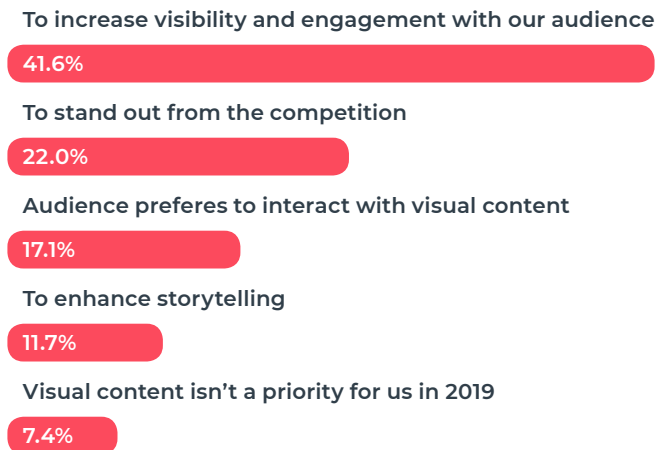 To increase visibility and engagement with our audience
41.6%
To stand out from the competition
22.0%
Audience preferes to interact with visual content
17.1%
To enhance storytelling
11.7%
Visual content isn’t a priority for us in 2019
7.4%